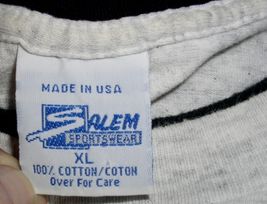 MADE IN USA
SALEM
SPORTSWEAR
XL
100% COTTON/COTON
Over For Care